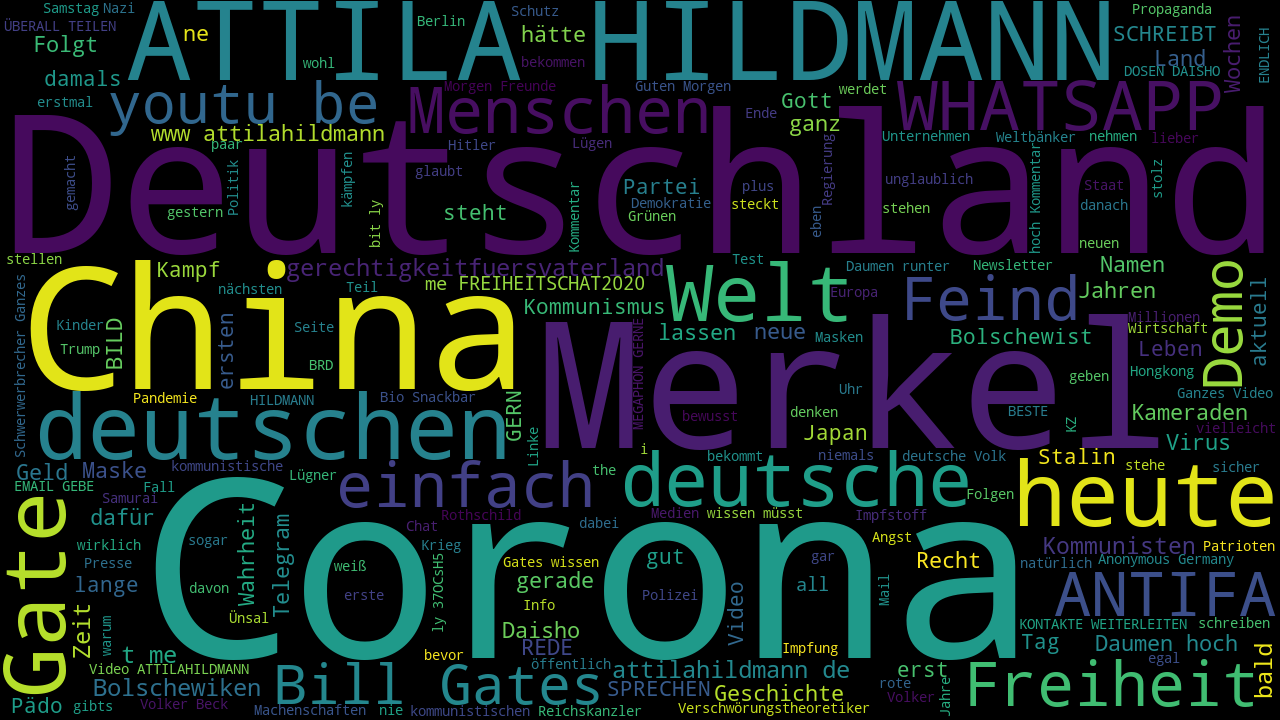 Samstag
Nazi
ATTILA HILDMANN
Berlin
Schutz
Propaganda
ÜBERALL TEILEN
Folgt
ne
hätte
SCHREIBT
ENDLICH
Wochen
wohl
bekommen
Land
damals
DOSEN DAISHO
erstmal
youtu be
Morgen Freunde
Menschen
Guten Morgen
Gott
werdet
WHATSAPP
Ende
ganz
www attilahildmann
Deutschland
paar
Hitler
Lügen
Unternehmen
Weltbänker
nehmen
lieber
gemacht
Politik
kämpfen
glaubt
Partei
plus
Regierung
unglaublich
hoch Kommentar
Staat
stolz
gestern
bit ly
steht
Kommentar
Demokratie
Grünen
steckt
eben
stehen
danach
neuen
stellen
China
Kampf
gerechtigkeitfuersvaterland
Welt
Test
Daumen runter
Newsletter
Namen
Demo
aktuell
nächsten
Teil
me FREIHEITSCHAT2020
Europa
Feind
Jahren
Schwerverbrecher Ganzes
Kommunismus
Millionen
Kinder
BILD
ersten
Seite
MEGAPHON GERNE
lassen
neue
Masken
Bolschewist
Wirtschaft
Trump
BRD
Merkel
Leben
Hongkong
geben
Uhr
Ganzes Video
Pandemie
HILDMANN
Bio Snackbar
GERN
bewusst
denken
BESTE
KZ
Kameraden
deutschen
Linke
Japan
vielleicht
Virus
i
bekommt
niemals
deutsche Volk
Stalin
stehe
sicher
Geld
Maske
kommunistische
Lügner
einfach
the
deutsche
heute
EMAIL GEBE
Fall
Samurai
Folgen
Gate
dafür
Corona
Rothschild
Medien
wissen müsst
Impfstoff
sogar
Wahrheit
Telegram
Chat
dabei
Angst
wirklich
Krieg
Kommunisten
Patrioten
Presse
Gates wissen
gut
gar
Recht
natürlich
Anonymous Germany
lange
weiß
ly 37OCsH5
gerade
all
Mail
ANTIFA
davon
erste
Polizei
Video
Info
Zeit
warum
Ünsal
Daisho
KONTAKTE WEITERLEITEN
schreiben
t me
bevor
REDE
Impfung
Tag
Daumen hoch
bald
Video ATTILAHILDMANN
öffentlich
attilahildmann de
erst
egal
Bolschewiken
Bill Gates
SPRECHEN
Geschichte
rote
Jahre
Freiheit
Pädo
gibts
Volker Beck
Machenschaften
nie
kommunistischen
Reichskanzler
Verschwörungstheoretiker
Volker